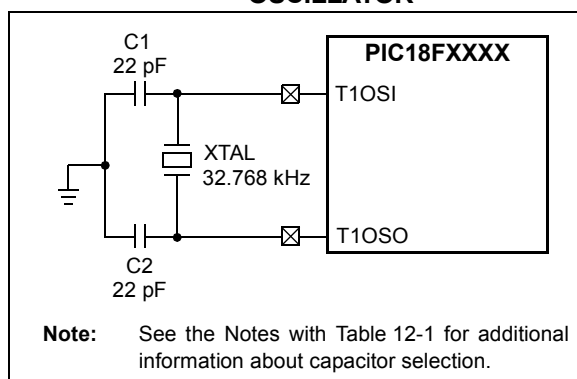 C1
22 pF
PIC18FXXXX
T1OSI
XTAL
32.768 kHz
T1OSO
C2
22 pF
Note: See the Notes with Table 12-1 for additional
information about capacitor selection.